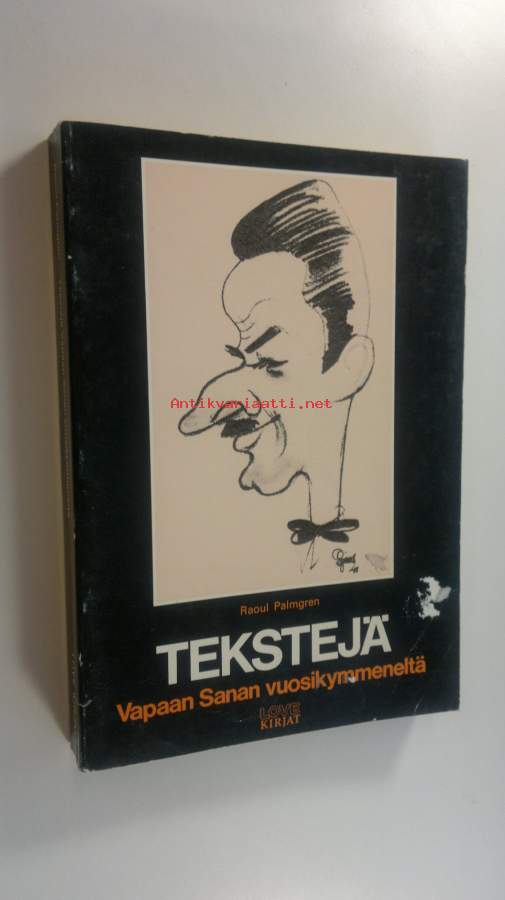 Antikvariaatti.net
Raoul Palmgren
TEKSTEJÄ
Vapaan Sanan vuosikymmeneltä
LOVE
KIRJAT